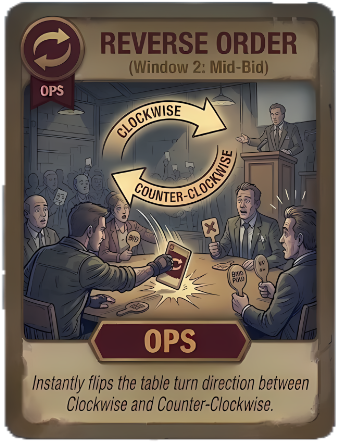 REVERSE ORDER
(Window 2: Mid-Bid)
OPS
CLOCKWISE
COUNTER-CLOCKWISE
OPS
Instantly flips the table turn direction between
Clockwise and Counter-Clockwise.